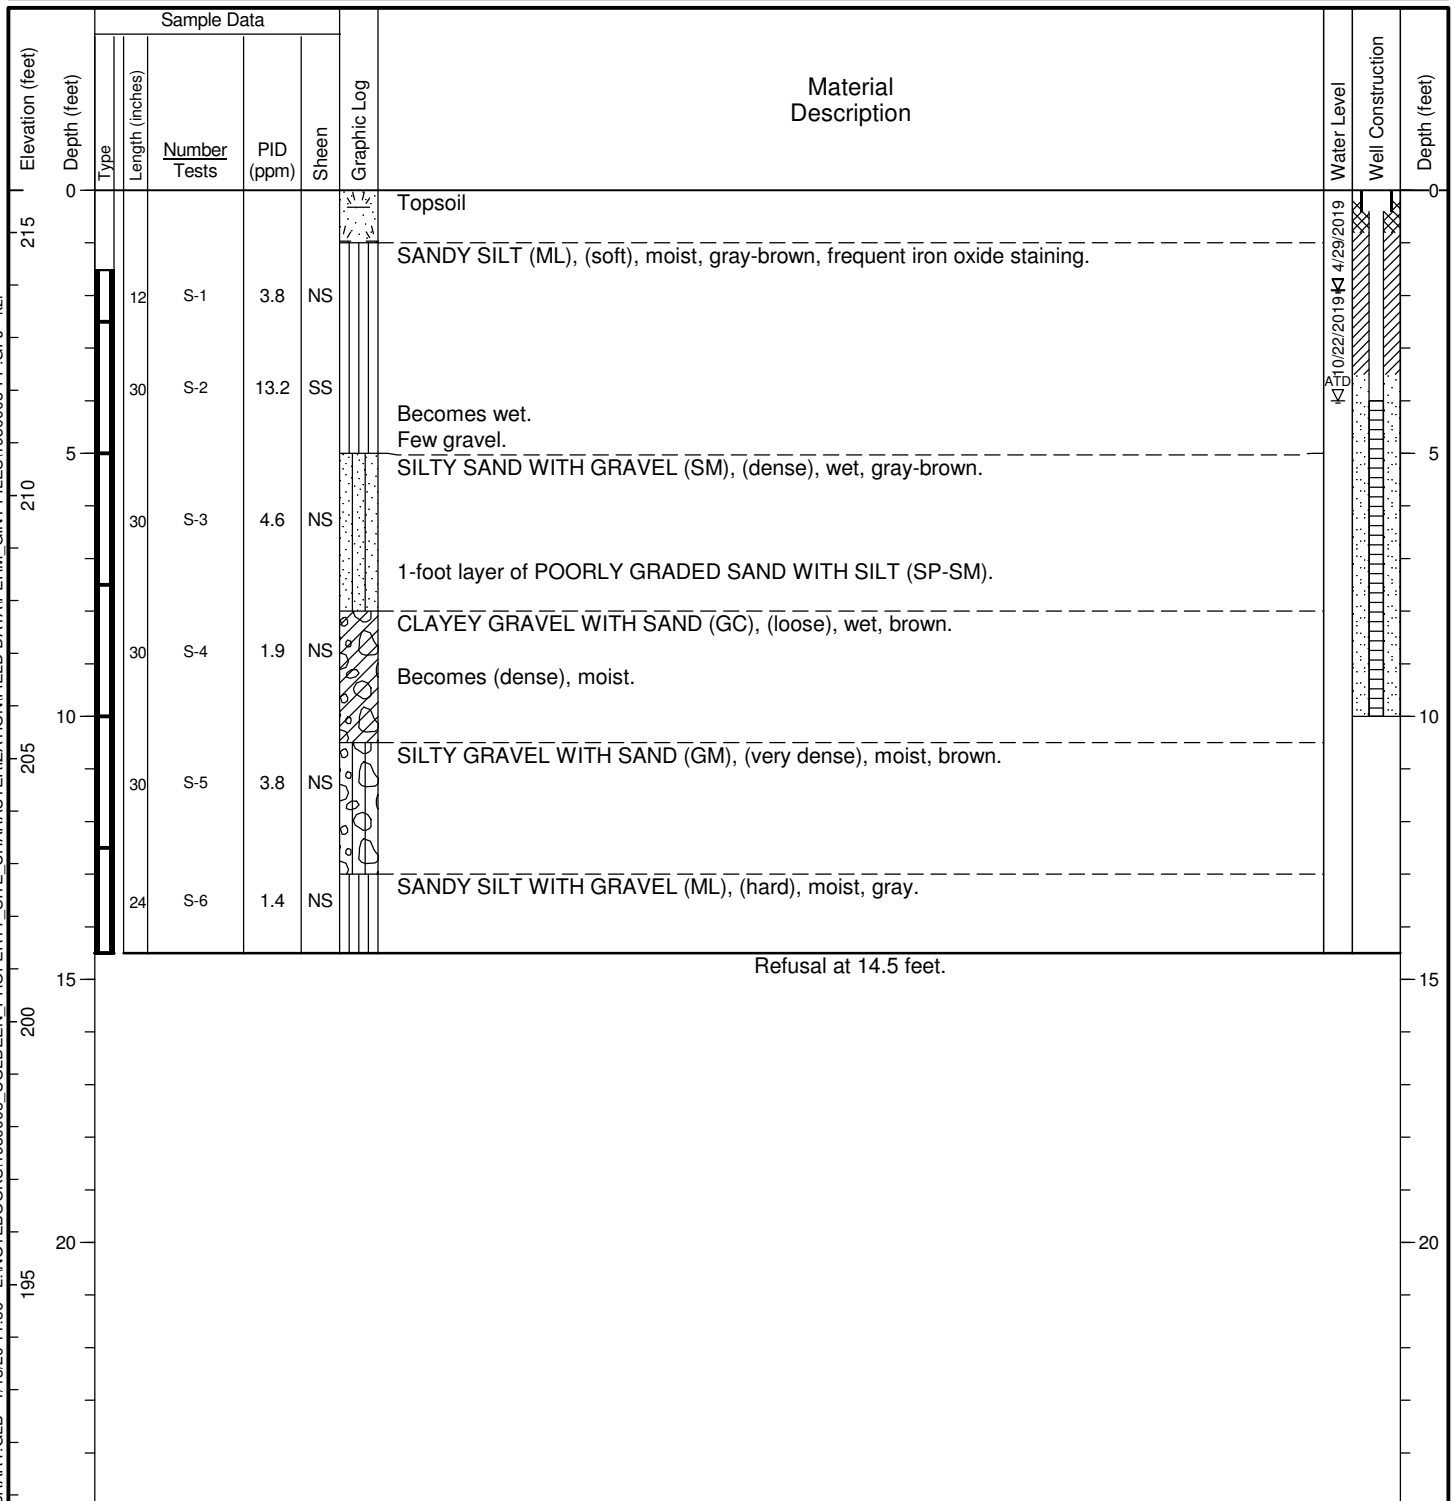 Sample Data
Elevation (feet)
Depth (feet)
Type
Length (inches)
Number
Tests
PID
(ppm)
Sheen
Graphic Log
Material
Description
Water Level
Well Construction
Depth (feet)
0
Topsoil
0
215
4/29/2019
SANDY SILT (ML), (soft), moist, gray-brown, frequent iron oxide staining.
12 S-1 3.8 NS
10/22/2019
30 S-2 13.2 SS
ATD
Becomes wet.
Few gravel.
5
5
SILTY SAND WITH GRAVEL (SM), (dense), wet, gray-brown.
210
30 S-3 4.6 NS
1-foot layer of POORLY GRADED SAND WITH SILT (SP-SM).
CLAYEY GRAVEL WITH SAND (GC), (loose), wet, brown.
30 S-4 1.9 NS
Becomes (dense), moist.
10
10
205
SILTY GRAVEL WITH SAND (GM), (very dense), moist, brown.
30 S-5 3.8 NS
SANDY SILT WITH GRAVEL (ML), (hard), moist, gray.
24 S-6 1.4 NS
Refusal at 14.5 feet.
15
15
200
20
20
195